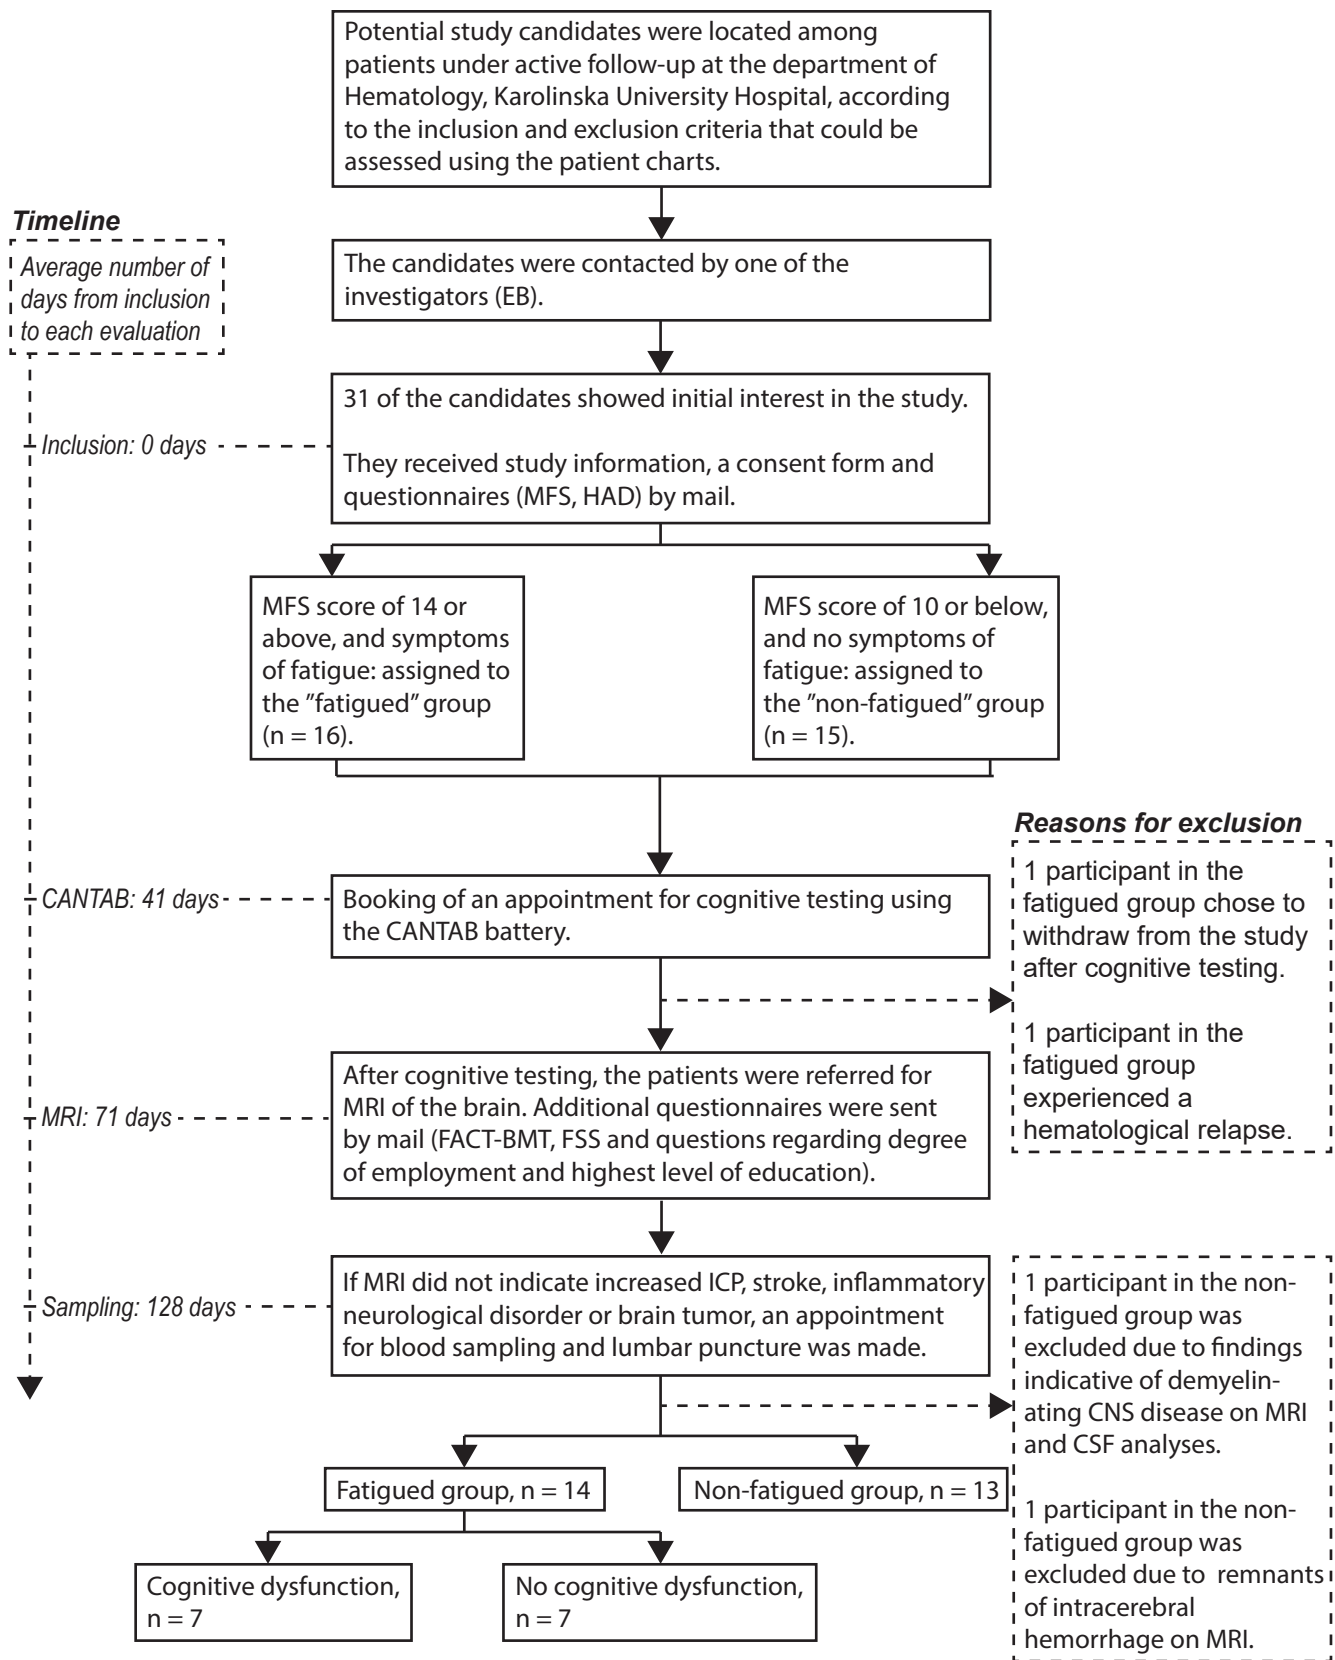 Potential study candidates were located among
patients under active follow-up at the department of
Hematology, Karolinska University Hospital, according
to the inclusion and exclusion criteria that could be
assessed using the patient charts.
Timeline
Average number of
days from inclusion
to each evaluation
The candidates were contacted by one of the
investigators (EB).
31 of the candidates showed initial interest in the study.
They received study information, a consent form and
questionnaires (MFS, HAD) by mail.
Inclusion: 0 days
MFS score of 14 or
above, and symptoms
of fatigue: assigned to
the ”fatigued” group
(n = 16).
MFS score of 10 or below,
and no symptoms of
fatigue: assigned to
the ”non-fatigued” group
(n = 15).
CANTAB: 41 days
Booking of an appointment for cognitive testing using
the CANTAB battery.
Reasons for exclusion
1 participant in the
fatigued group chose to
withdraw from the study
after cognitive testing.
1 participant in the
fatigued group
experienced a
hematological relapse.
MRI: 71 days
After cognitive testing, the patients were referred for
MRI of the brain. Additional questionnaires were sent
by mail (FACT-BMT, FSS and questions regarding degree
of employment and highest level of education).
Sampling: 128 days
If MRI did not indicate increased ICP, stroke, inflammatory
neurological disorder or brain tumor, an appointment
for blood sampling and lumbar puncture was made.
1 participant in the non-
fatigued group was
excluded due to findings
indicative of demyelin-
ating CNS disease on MRI
and CSF analyses.
1 participant in the non-
fatigued group was
excluded due to remnants
of intracerebral
hemorrhage on MRI.
Fatigued group, n = 14
Non-fatigued group, n = 13
Cognitive dysfunction,
n = 7
No cognitive dysfunction,
n = 7